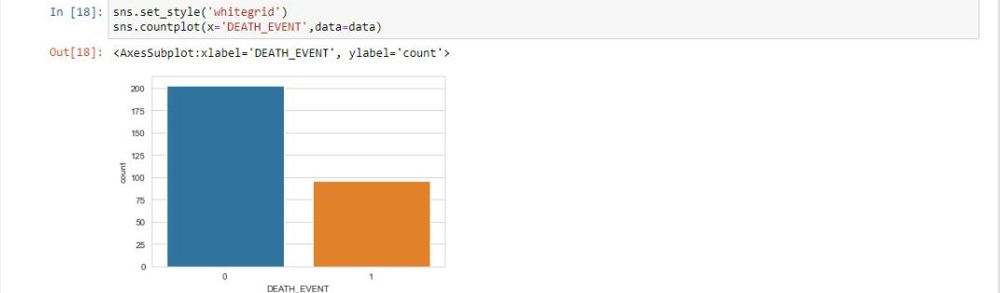 In [18]: sns.set_style('whitegrid')
sns.countplot(x='DEATH_EVENT',data=data)
Out[18]: <AxesSubplot:xlabel='DEATH_EVENT', ylabel='count'>
200
175
150
125
100
75
50
25
0
count
0 1
DEATH_EVENT